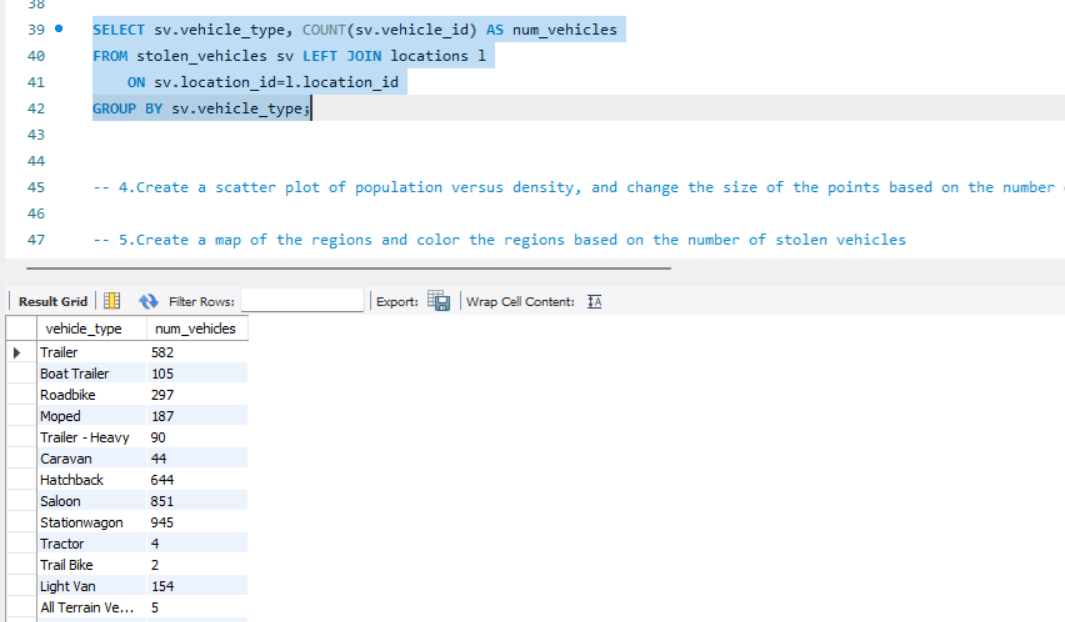 38
39 SELECT sv.vehicle_type, COUNT(sv.vehicle_id) AS num_vehicles
40 FROM stolen_vehicles sv LEFT JOIN locations l
41 ON sv.location_id=l.location_id
42 GROUP BY sv.vehicle_type;
43
44
45 -- 4.Create a scatter plot of population versus density, and change the size of the points based on the number
46
47 -- 5.Create a map of the regions and color the regions based on the number of stolen vehicles
Result Grid Filter Rows: Export: Wrap Cell Content: IA
vehicle_type num_vehicles
Trailer 582
Boat Trailer 105
Roadbike 297
Moped 187
Trailer - Heavy 90
Caravan 44
Hatchback 644
Saloon 851
Stationwagon 945
Tractor 4
Trail Bike 2
Light Van 154
All Terrain Ve... 5